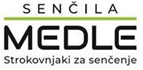 SENČILA
MEDLE
Strokovnjaki za senčenje